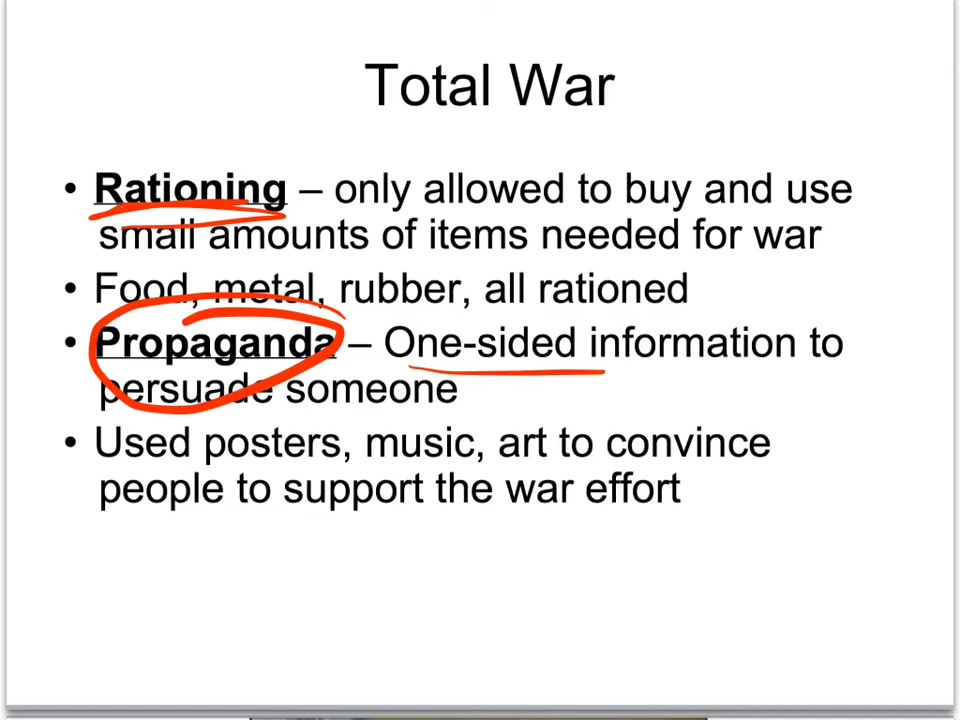 Total War
• Rationing – only allowed to buy and use
small amounts of items needed for war
• Food, metal, rubber, all rationed
• Propaganda – One-sided information to
persuade someone
• Used posters, music, art to convince
people to support the war effort